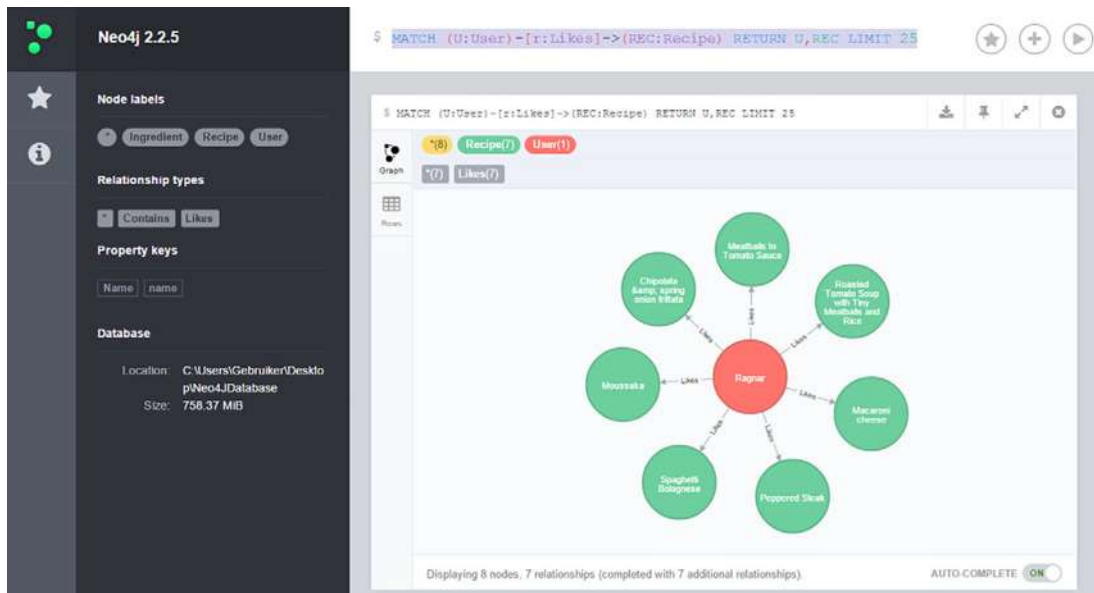 Neo4j 2.2.5
Node labels
* Ingredient Recipe User
Relationship types
* Contains Likes
Property keys
Name name
Database
Location: C:\Users\Gebruiker\Deskto
p\Neo4JDatabase
Size: 758.37 MiB
$ MATCH (U:User)-[r:Likes]->(REC:Recipe) RETURN U,REC LIMIT 25
$ MATCH (U:User)-[r:Likes]->(REC:Recipe) RETURN U,REC LIMIT 25
Graph
Rows
*(8) Recipe(7) User(1)
*(7) Likes(7)
Meatballs In
Tomato Sauce
Chipolata
&amp; spring
onion frittata
Roasted
Tomato Soup
with Tiny
Meatballs and
Rice
Likes
Likes
Likes
Moussaka
Likes
Ragnar
Likes
Macaroni
cheese
Likes
Likes
Spaghetti
Bolagnese
Peppered Steak
Displaying 8 nodes, 7 relationships (completed with 7 additional relationships).
AUTO-COMPLETE ON